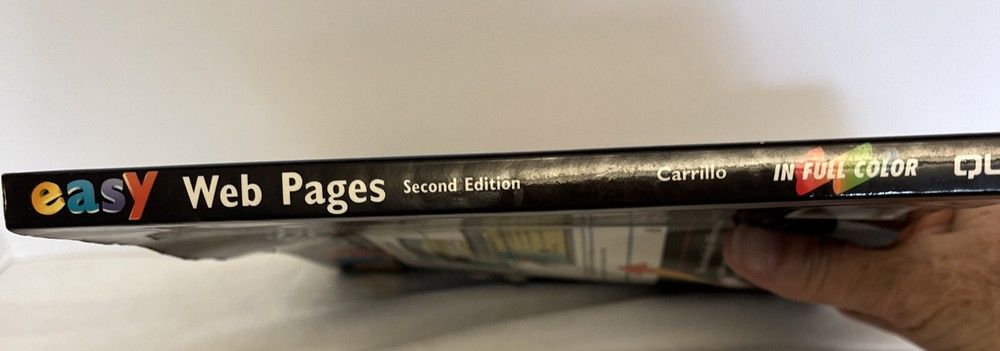 easy Web Pages Second Edition Carrillo IN FULL COLOR